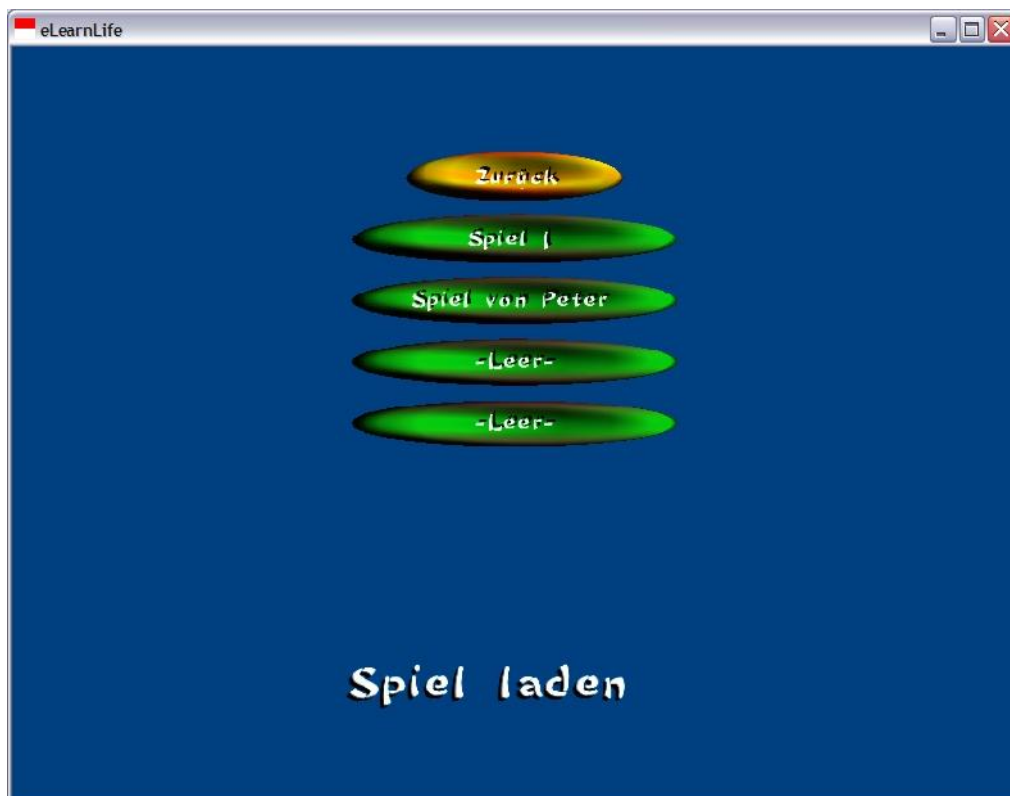 eLearnLife
Zurück
Spiel 1
Spiel von Peter
-Leer-
-Leer-
Spiel laden